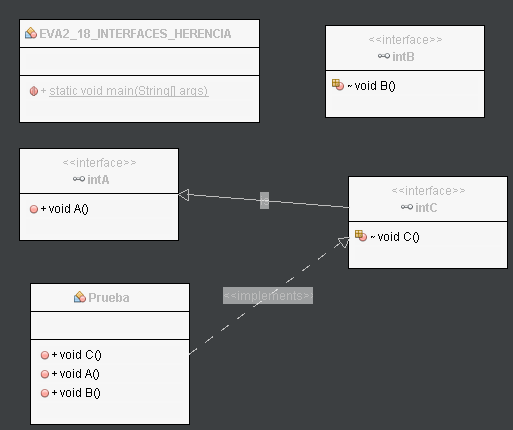 EVA2_18_INTERFACES_HERENCIA
+ static void main(String[] args)
<<interface>>
intB
~ void B()
<<interface>>
intA
+ void A()
<<interface>>
intC
~ void C()
<<implements>>
Prueba
+ void C()
+ void A()
+ void B()